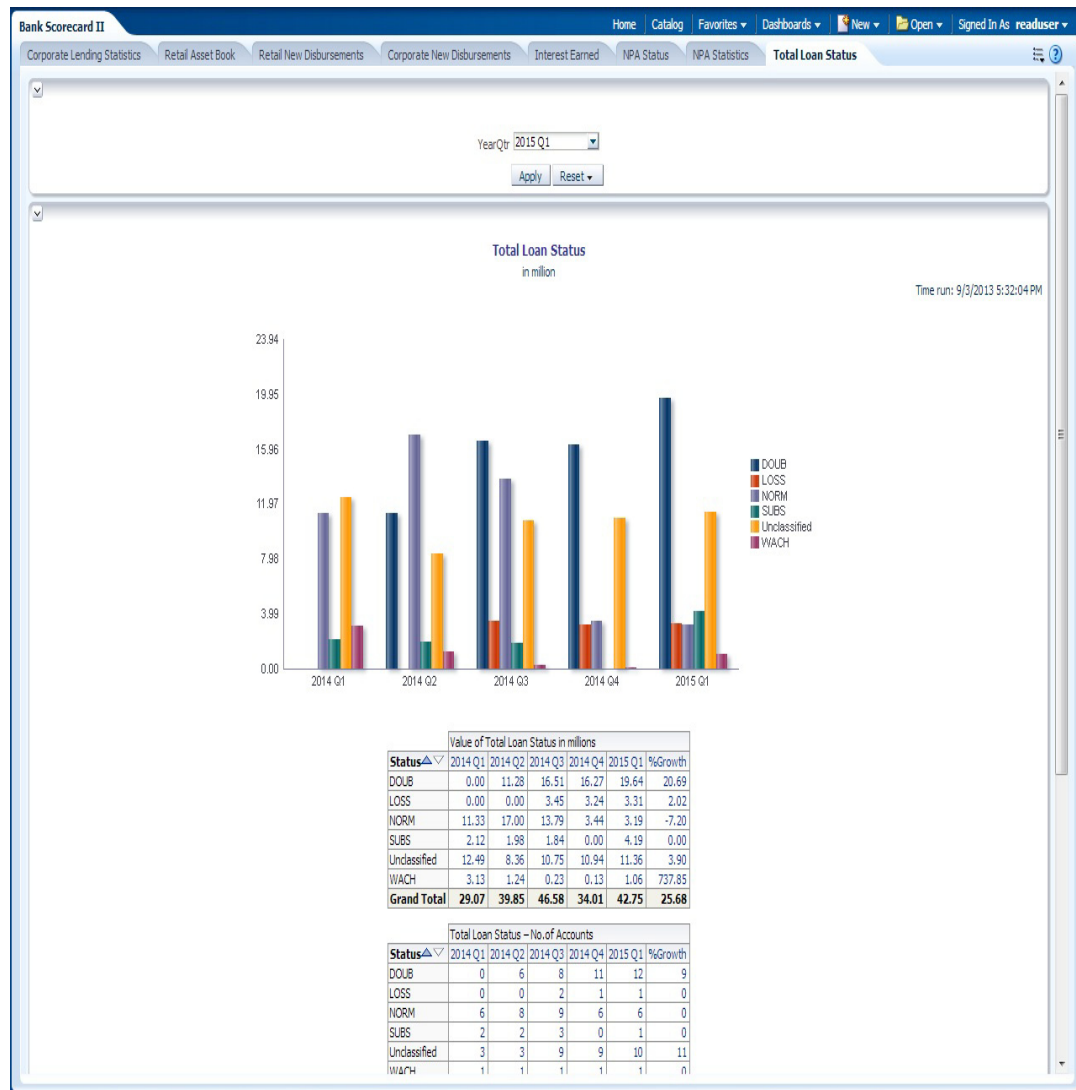 Bank Scorecard II Home Catalog Favorites Dashboards New Open Signed In As readuser
Corporate Lending Statistics Retail Asset Book Retail New Disbursements Corporate New Disbursements Interest Earned NPA Status NPA Statistics Total Loan Status
YearQtr 2015 Q1
Apply Reset
Total Loan Status
in million
Time run: 9/3/2013 5:32:04 PM
23.94
19.95
15.96
11.97
7.98
3.99
0.00
2014 Q1 2014 Q2 2014 Q3 2014 Q4 2015 Q1
DOUB
LOSS
NORM
SUBS
Unclassified
WACH
Value of Total Loan Status in millions
Status 2014 Q1 2014 Q2 2014 Q3 2014 Q4 2015 Q1 %Growth
DOUB 0.00 11.28 16.51 16.27 19.64 20.69
LOSS 0.00 0.00 3.45 3.24 3.31 2.02
NORM 11.33 17.00 13.79 3.44 3.19 -7.20
SUBS 2.12 1.98 1.84 0.00 4.19 0.00
Unclassified 12.49 8.36 10.75 10.94 11.36 3.90
WACH 3.13 1.24 0.23 0.13 1.06 737.85
Grand Total 29.07 39.85 46.58 34.01 42.75 25.68
Total Loan Status – No.of Accounts
Status 2014 Q1 2014 Q2 2014 Q3 2014 Q4 2015 Q1 %Growth
DOUB 0 6 8 11 12 9
LOSS 0 0 2 1 1 0
NORM 6 8 9 6 6 0
SUBS 2 2 3 0 1 0
Unclassified 3 3 9 9 10 11
WACH 1 1 1 1 1 0